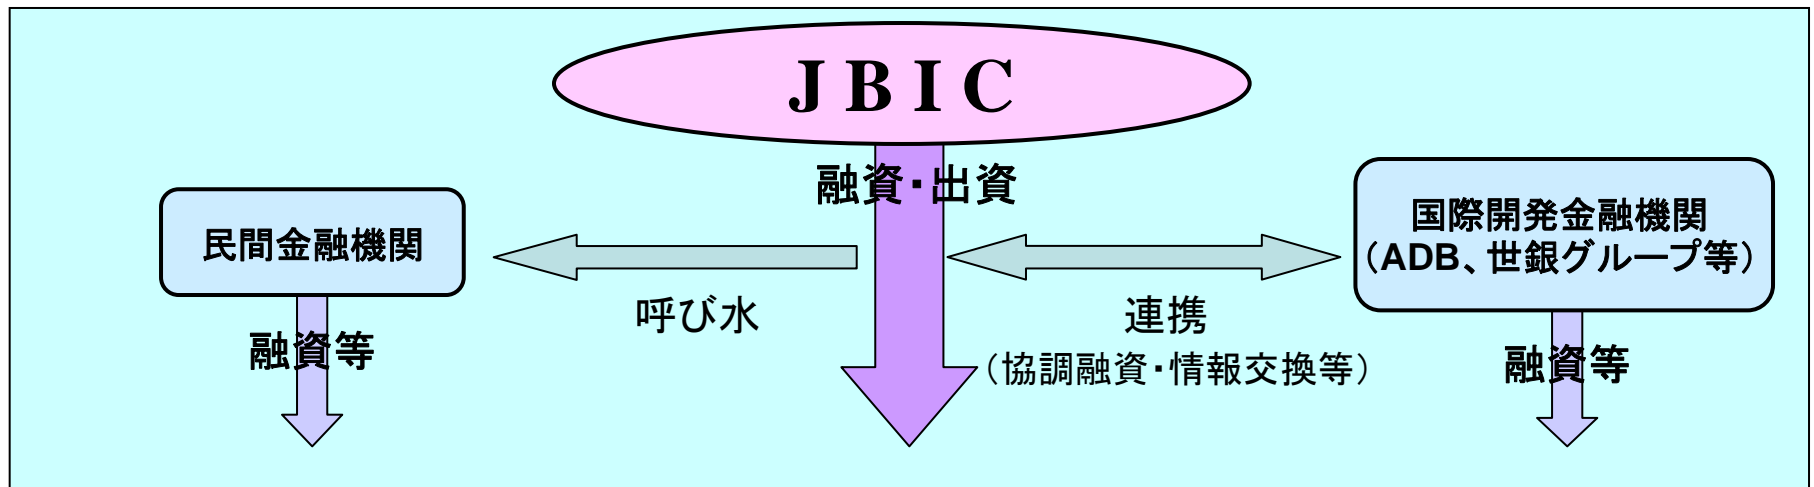 JBIC
融資・出資
民間金融機関
国際開発金融機関
（ADB、世銀グループ等）
呼び水
連携
（協調融資・情報交換等）
融資等
融資等